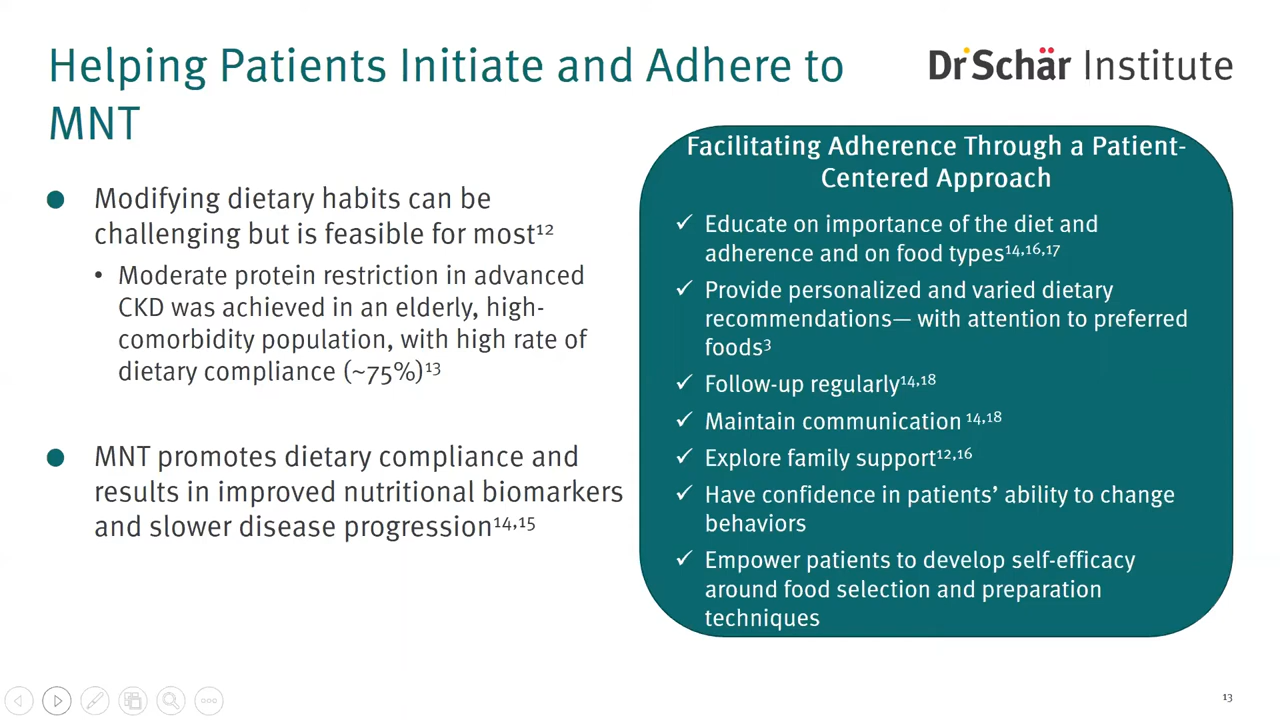 Helping Patients Initiate and Adhere to
MNT
DrSchär Institute
Modifying dietary habits can be
challenging but is feasible for most¹²
Moderate protein restriction in advanced
CKD was achieved in an elderly, high-
comorbidity population, with high rate of
dietary compliance (~75%)¹³
MNT promotes dietary compliance and
results in improved nutritional biomarkers
and slower disease progression¹⁴,¹⁵
Facilitating Adherence Through a Patient-
Centered Approach
✓ Educate on importance of the diet and
adherence and on food types¹⁴,¹⁶,¹⁷
✓ Provide personalized and varied dietary
recommendations— with attention to preferred
foods³
✓ Follow-up regularly¹⁴,¹⁸
✓ Maintain communication ¹⁴,¹⁸
✓ Explore family support¹²,¹⁶
✓ Have confidence in patients’ ability to change
behaviors
✓ Empower patients to develop self-efficacy
around food selection and preparation
techniques
13